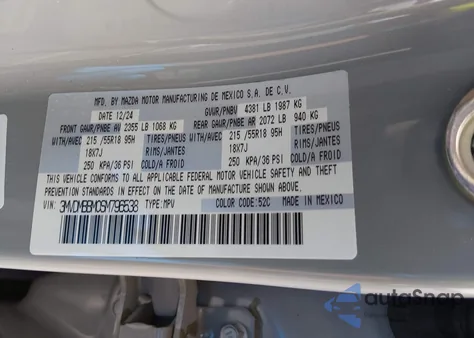 MFD. BY MAZDA MOTOR MANUFACTURING DE MEXICO S.A. DE C.V.
DATE 12/24 GVWR/PNBV 4381 LB 1987 KG
FRONT GAWR/PNBE AV 2355 LB 1068 KG REAR GAWR/PNBE AR 2072 LB 940 KG
WITH/AVEC 215 /55R18 95H TIRES/PNEU WITH/AVEC 215 /55R18 95H TIRES/PNEU
18X7J RIMS/JANTES 18X7J RIMS/JANTES
250 KPA/36 PSI COLD/A FROID 250 KPA/36 PSI COLD/A FROID
THIS VEHICLE CONFORMS TO ALL APPLICABLE FEDERAL MOTOR VEHICLE SAFETY AND THEFT
PREVENTION STANDARDS IN EFFECT ON THE DATE OF MANUFACTURE SHOWN ABOVE.
VIN: 3MVDMBBM0SM796538 TYPE: MPV COLOR CODE: 52C MADE IN MEXICO
autoSnap